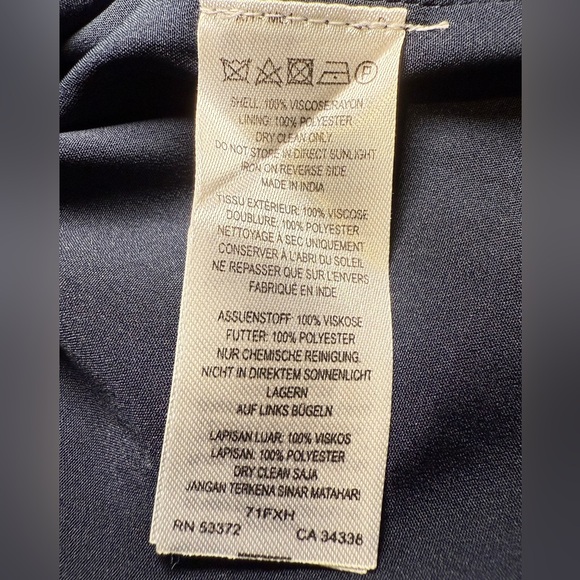 P
SHELL: 100% VISCOSE/RAYON
LINING: 100% POLYESTER
DRY CLEAN ONLY
DO NOT STORE IN DIRECT SUNLIGHT
IRON ON REVERSE SIDE
MADE IN INDIA
TISSU EXTÉRIEUR: 100% VISCOSE
DOUBLURE: 100% POLYESTER
NETTOYAGE À SEC UNIQUEMENT
CONSERVER À L'ABRI DU SOLEIL
NE REPASSER QUE SUR L'ENVERS
FABRIQUÉ EN INDE
ASSUENSTOFF: 100% VISKOSE
FUTTER: 100% POLYESTER
NUR CHEMISCHE REINIGUNG.
NICHT IN DIREKTEM SONNENLICHT
LAGERN
AUF LINKS BÜGELN
LAPISAN LUAR: 100% VISKOS
LAPISAN: 100% POLYESTER
DRY CLEAN SAJA
JANGAN TERKENA SINAR MATAHARI
71FXH
RN 53372 CA 34338